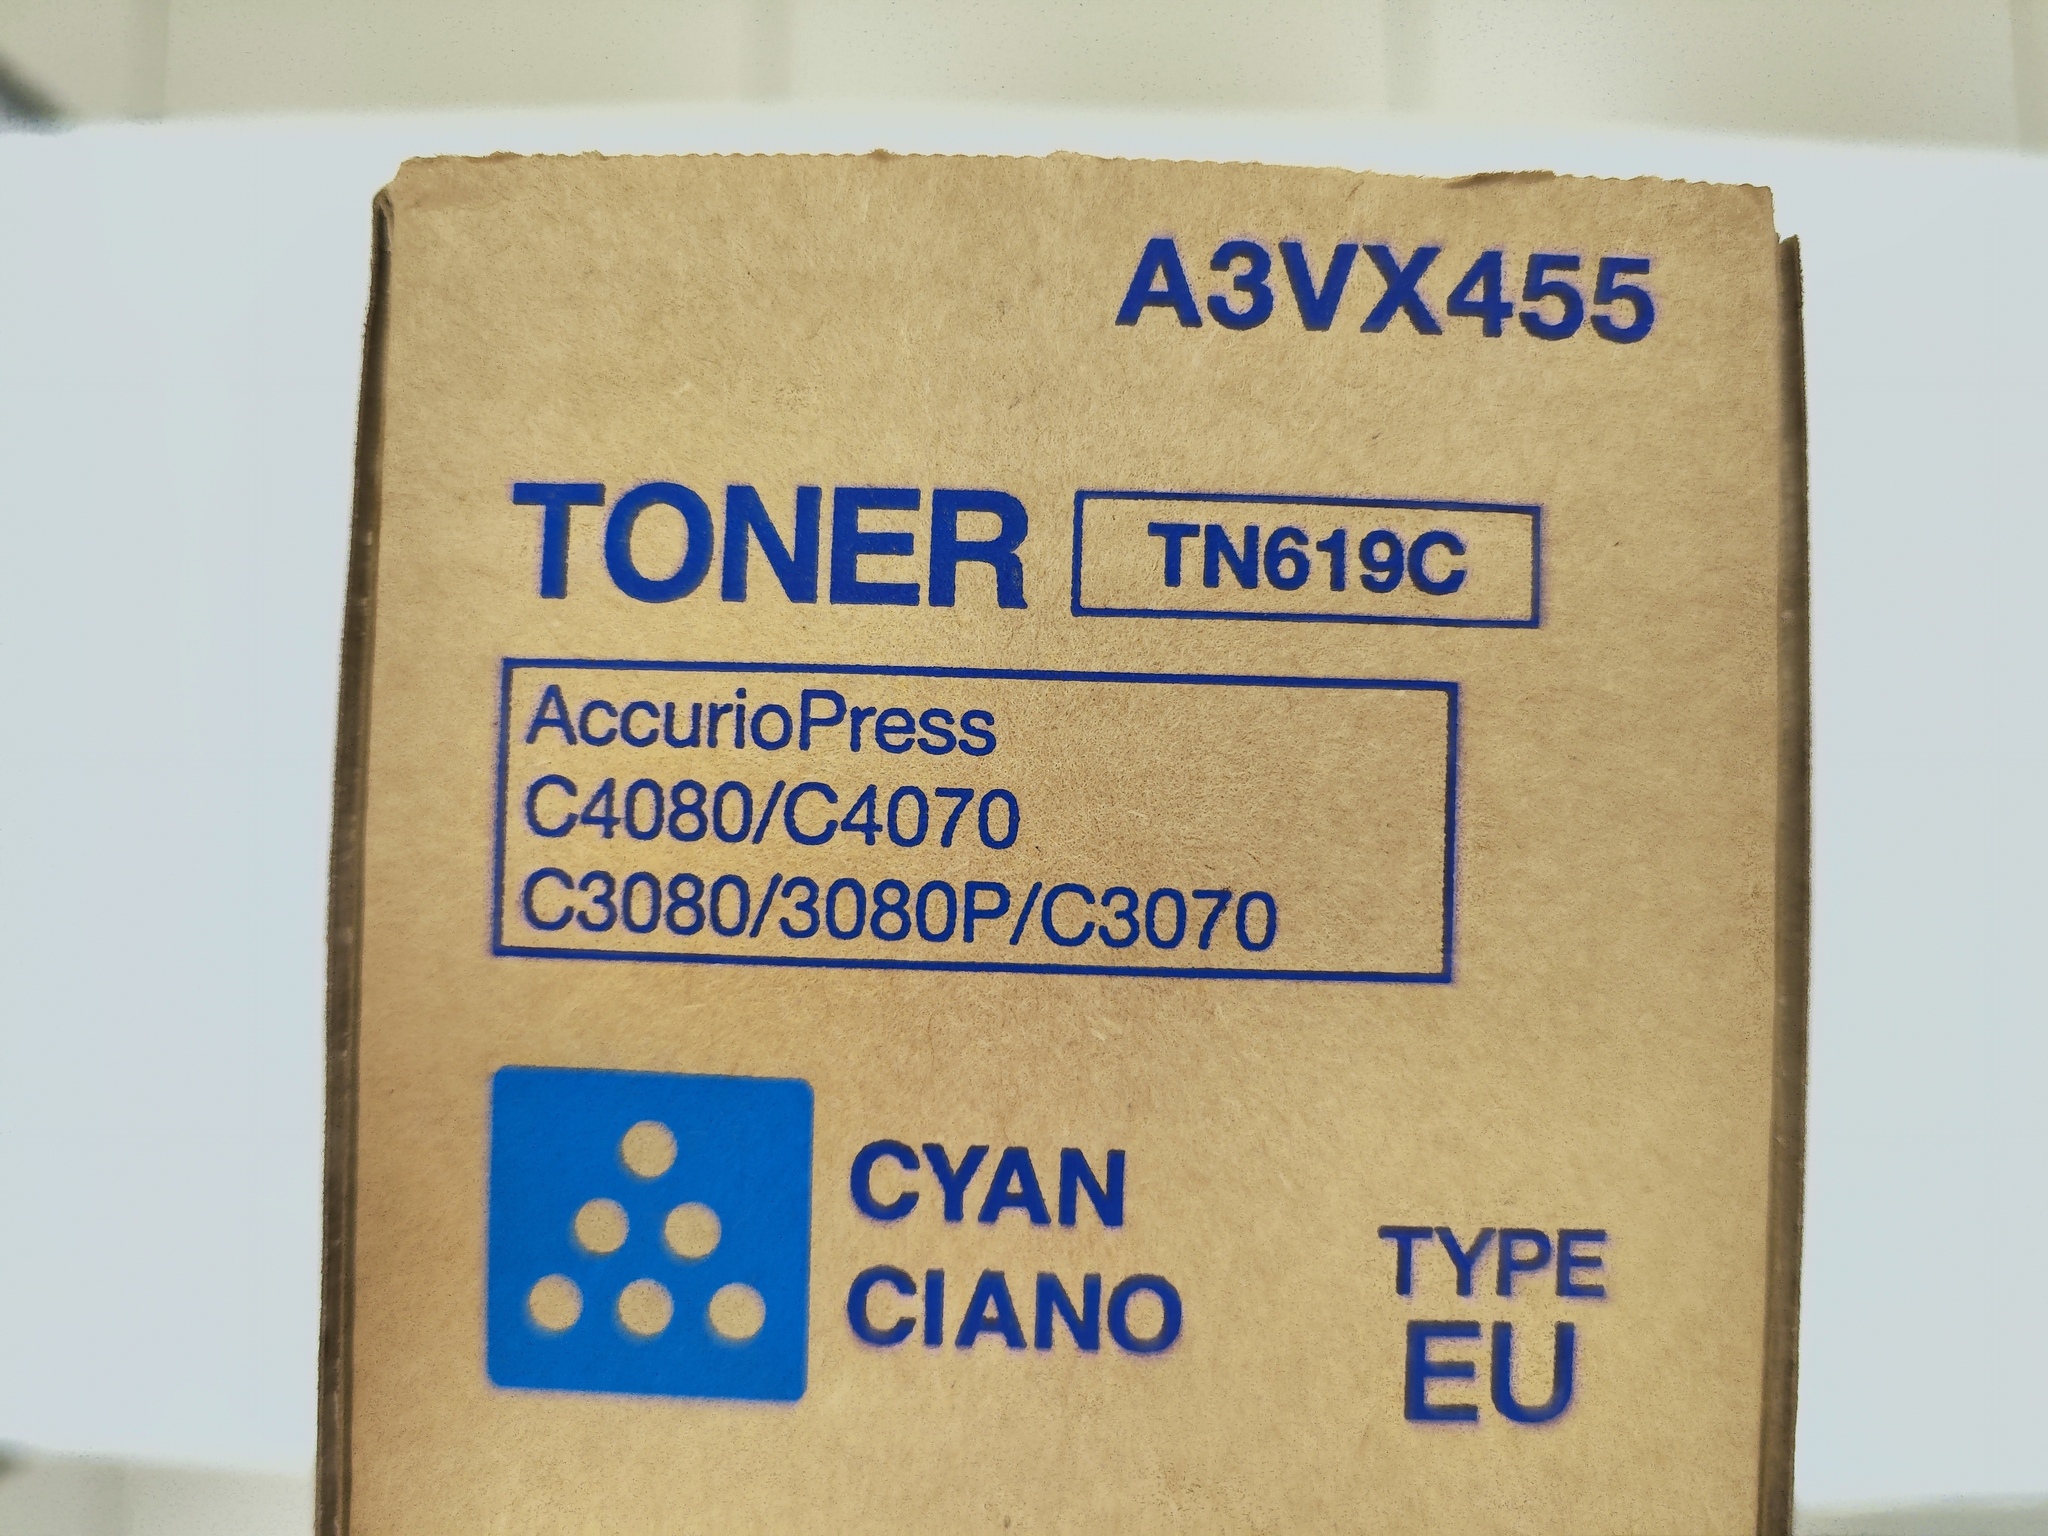 A3VX455
TONER TN619C
AccurioPress
C4080/C4070
C3080/3080P/C3070
CYAN
CIANO
TYPE
EU